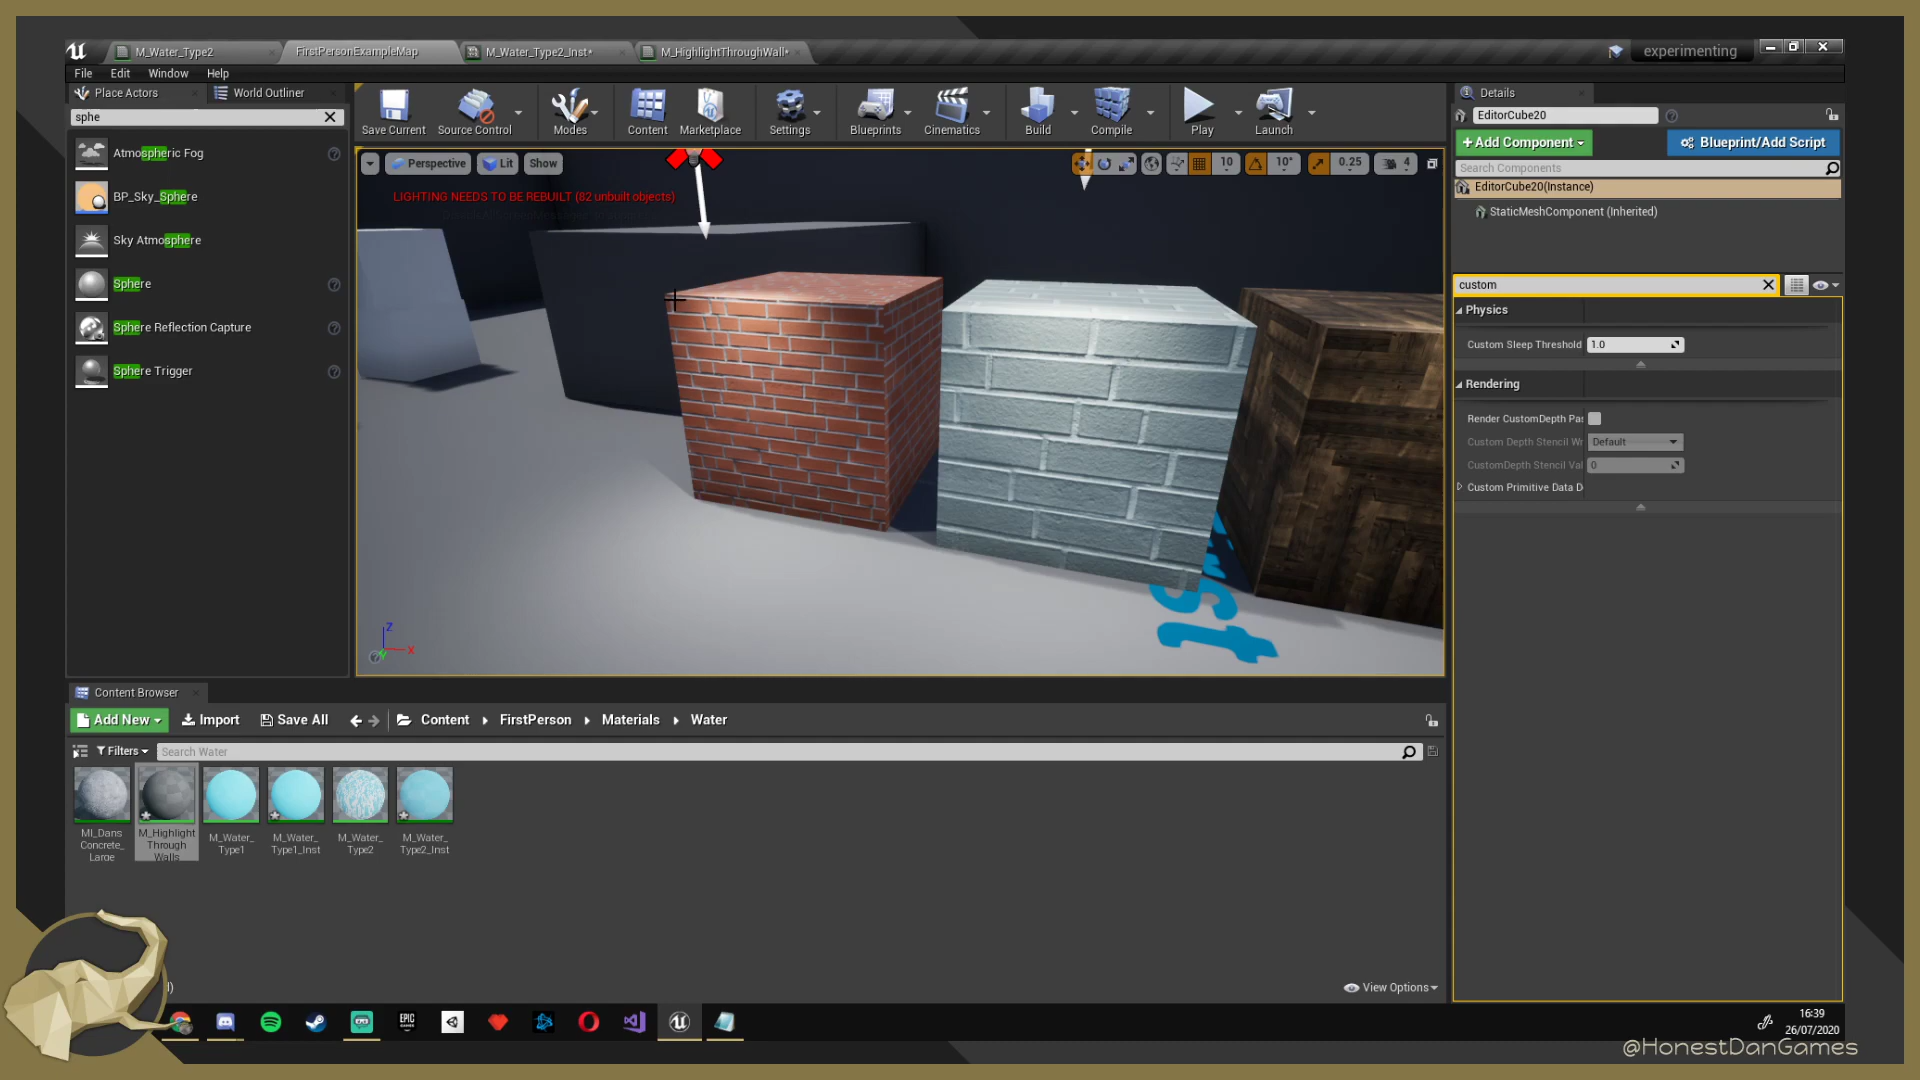 M_Water_Type2
FirstPersonExampleMap
M_Water_Type2_Inst*
M_HighlightThroughWall*
experimenting
File Edit Window Help
Place Actors
World Outliner
sphe
Atmospheric Fog
BP_Sky_Sphere
Sky Atmosphere
Sphere
Sphere Reflection Capture
Sphere Trigger
Save Current
Source Control
Modes
Content
Marketplace
Settings
Blueprints
Cinematics
Build
Compile
Play
Launch
Perspective
Lit
Show
10
10°
0.25
4
LIGHTING NEEDS TO BE REBUILT (82 unbuilt objects)
Z
X
Details
EditorCube20
+ Add Component
Blueprint/Add Script
Search Components
EditorCube20(Instance)
StaticMeshComponent (Inherited)
custom
Physics
Custom Sleep Threshold 1.0
Rendering
Render CustomDepth Pas
Custom Depth Stencil Wr Default
CustomDepth Stencil Val 0
Custom Primitive Data D
Content Browser
Add New
Import
Save All
Content
FirstPerson
Materials
Water
Filters
Search Water
MI_Dans
Concrete_
Large
M_Highlight
Through
Walls
M_Water_
Type1
M_Water_
Type1_Inst
M_Water_
Type2
M_Water_
Type2_Inst
View Options
EPIC
GAMES
16:39
26/07/2020
@HonestDanGames